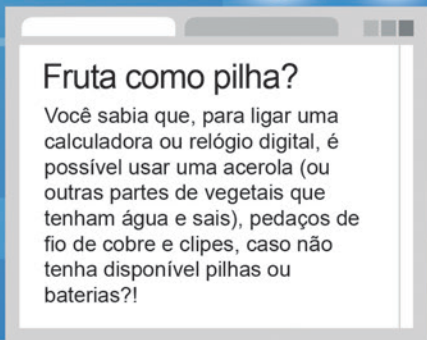 Fruta como pilha?
Você sabia que, para ligar uma
calculadora ou relógio digital, é
possível usar uma acerola (ou
outras partes de vegetais que
tenham água e sais), pedaços de
fio de cobre e clipes, caso não
tenha disponível pilhas ou
baterias?!